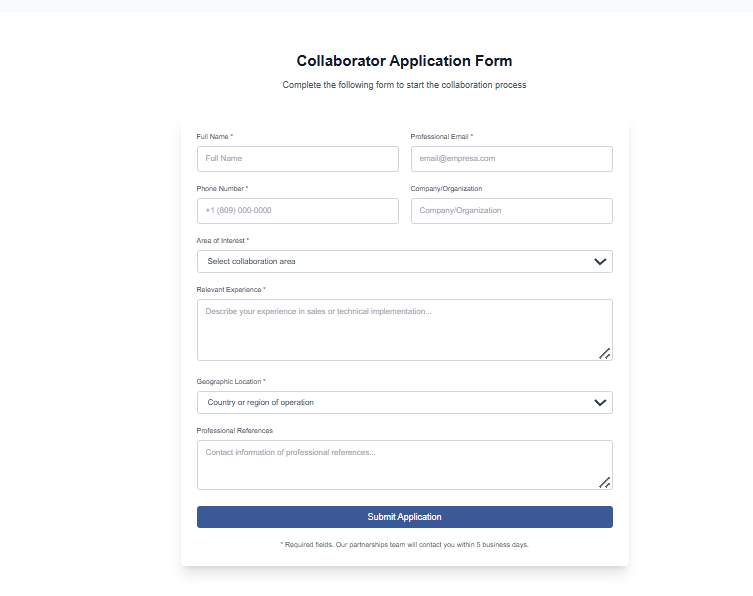 Collaborator Application Form
Complete the following form to start the collaboration process
Full Name *
Professional Email *
Full Name
email@empresa.com
Phone Number *
Company/Organization
+1 (809) 000-0000
Company/Organization
Area of Interest *
Select collaboration area
Relevant Experience *
Describe your experience in sales or technical implementation...
Geographic Location *
Country or region of operation
Professional References
Contact information of professional references...
Submit Application
* Required fields. Our partnerships team will contact you within 5 business days.